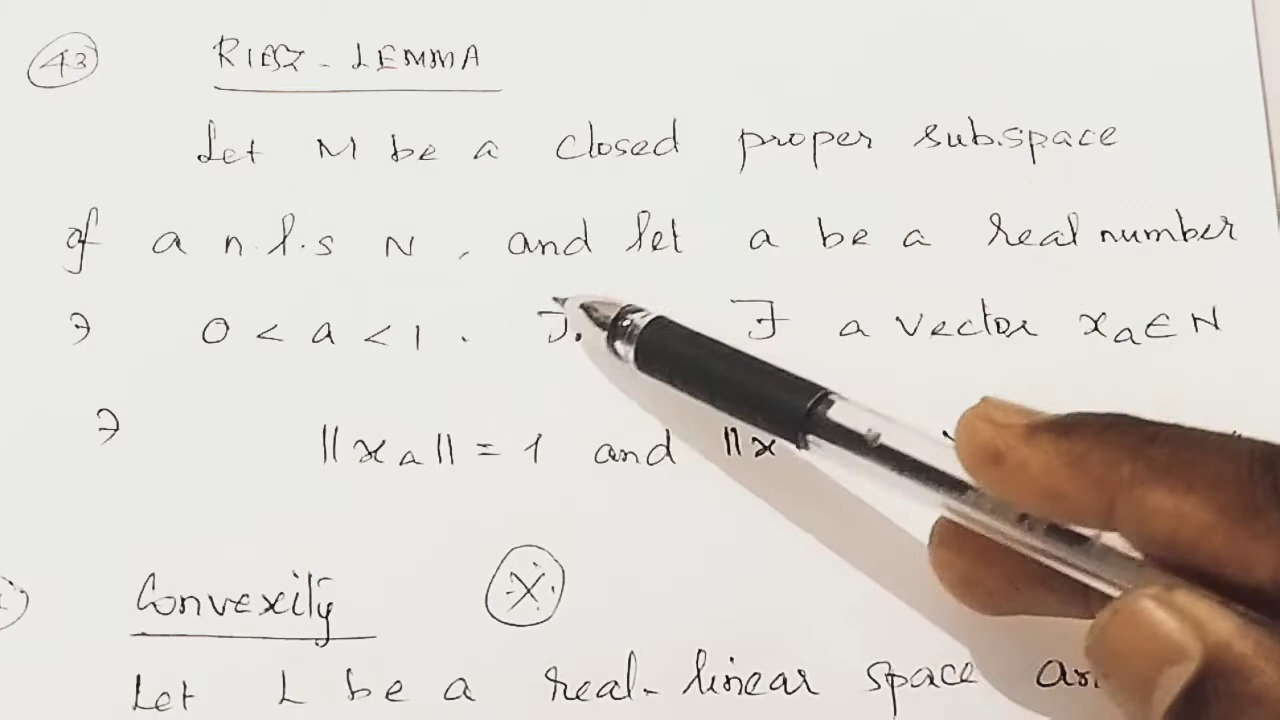 43 RIESZ - LEMMA
Let M be a closed proper subspace
of a n.l.s N, and let a be a real number
∋ 0 < a < 1. ∃ a vector xₐ ∈ N
∋ ||xₐ|| = 1 and ||x
Convexity X
Let L be a real-linear space